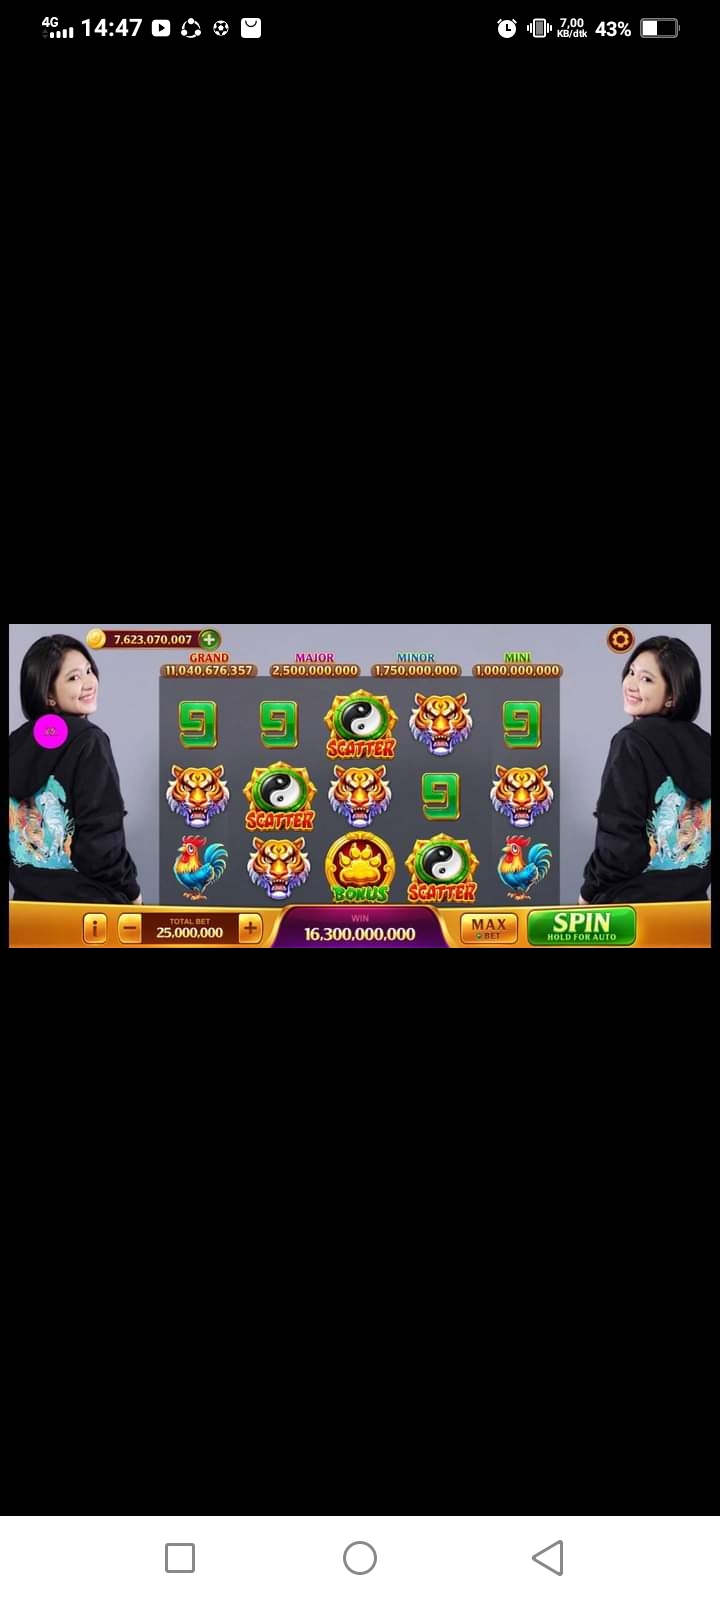 4G 14:47 7,00 KB/dtk 43%
7,623,070,007
GRAND MAJOR MINOR MINI
11,040,676,357 2,500,000,000 1,750,000,000 1,000,000,000
9 9 SCATTER 9
SCATTER 9
BONUS SCATTER
TOTAL BET
25,000,000
WIN
16,300,000,000
MAX
BET
SPIN
HOLD FOR AUTO